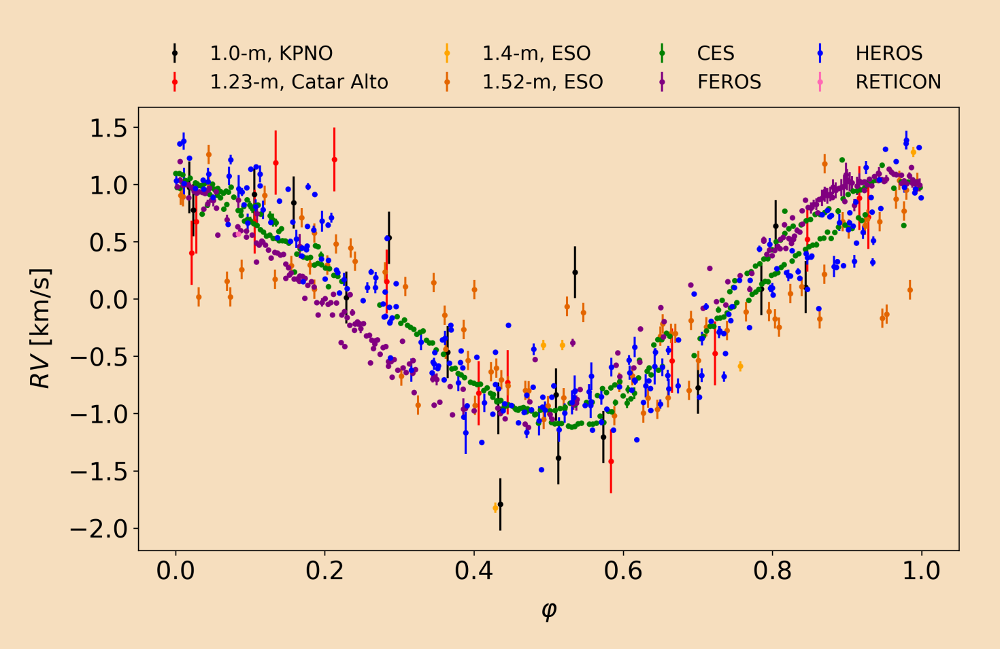 1.0-m, KPNO 1.4-m, ESO CES HEROS
1.23-m, Catar Alto 1.52-m, ESO FEROS RETICON
1.5
1.0
0.5
0.0
−0.5
−1.0
−1.5
−2.0
RV [km/s]
0.0 0.2 0.4 0.6 0.8 1.0
φ